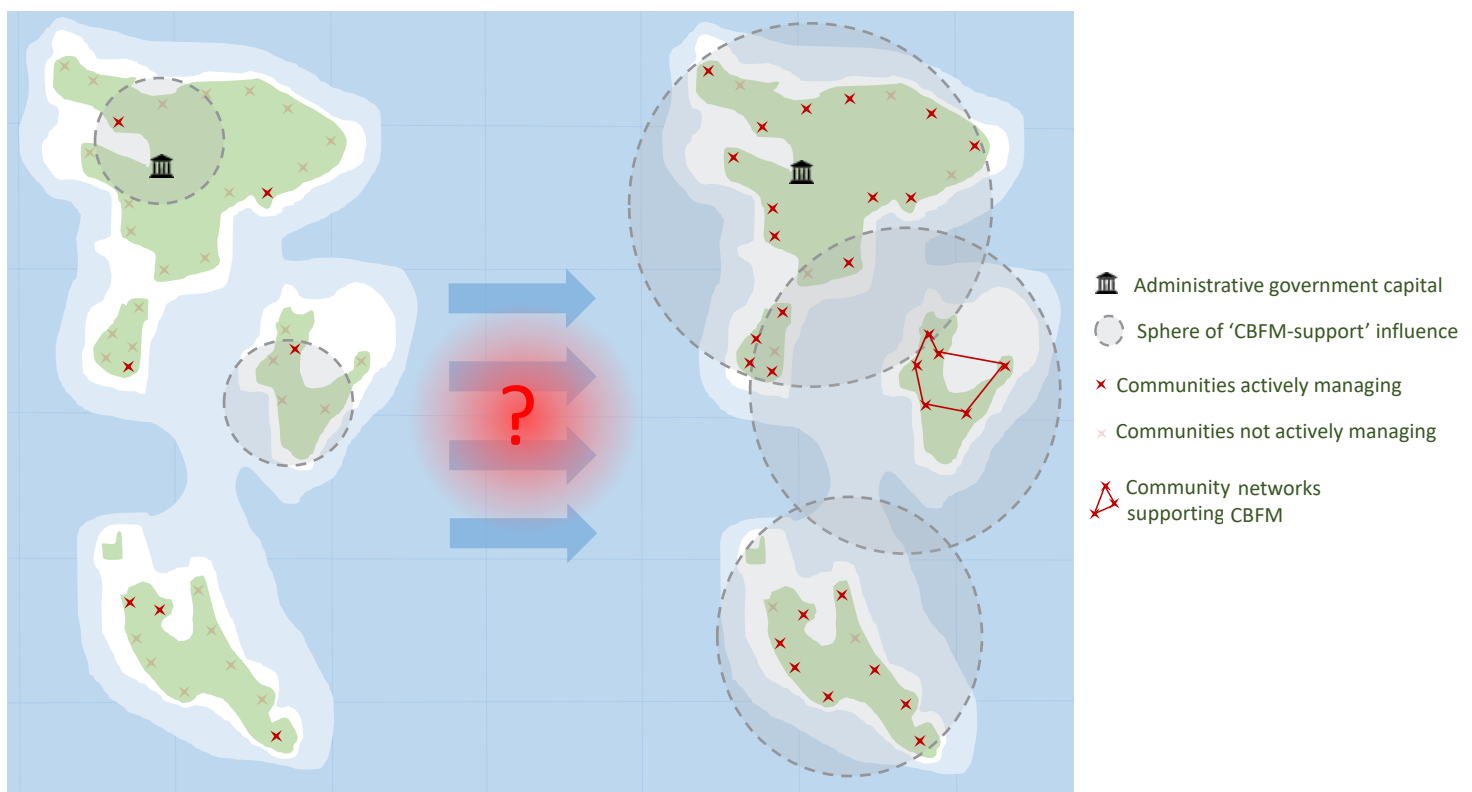 ?
Administrative government capital
Sphere of ‘CBFM-support’ influence
Communities actively managing
Communities not actively managing
Community networks
supporting CBFM